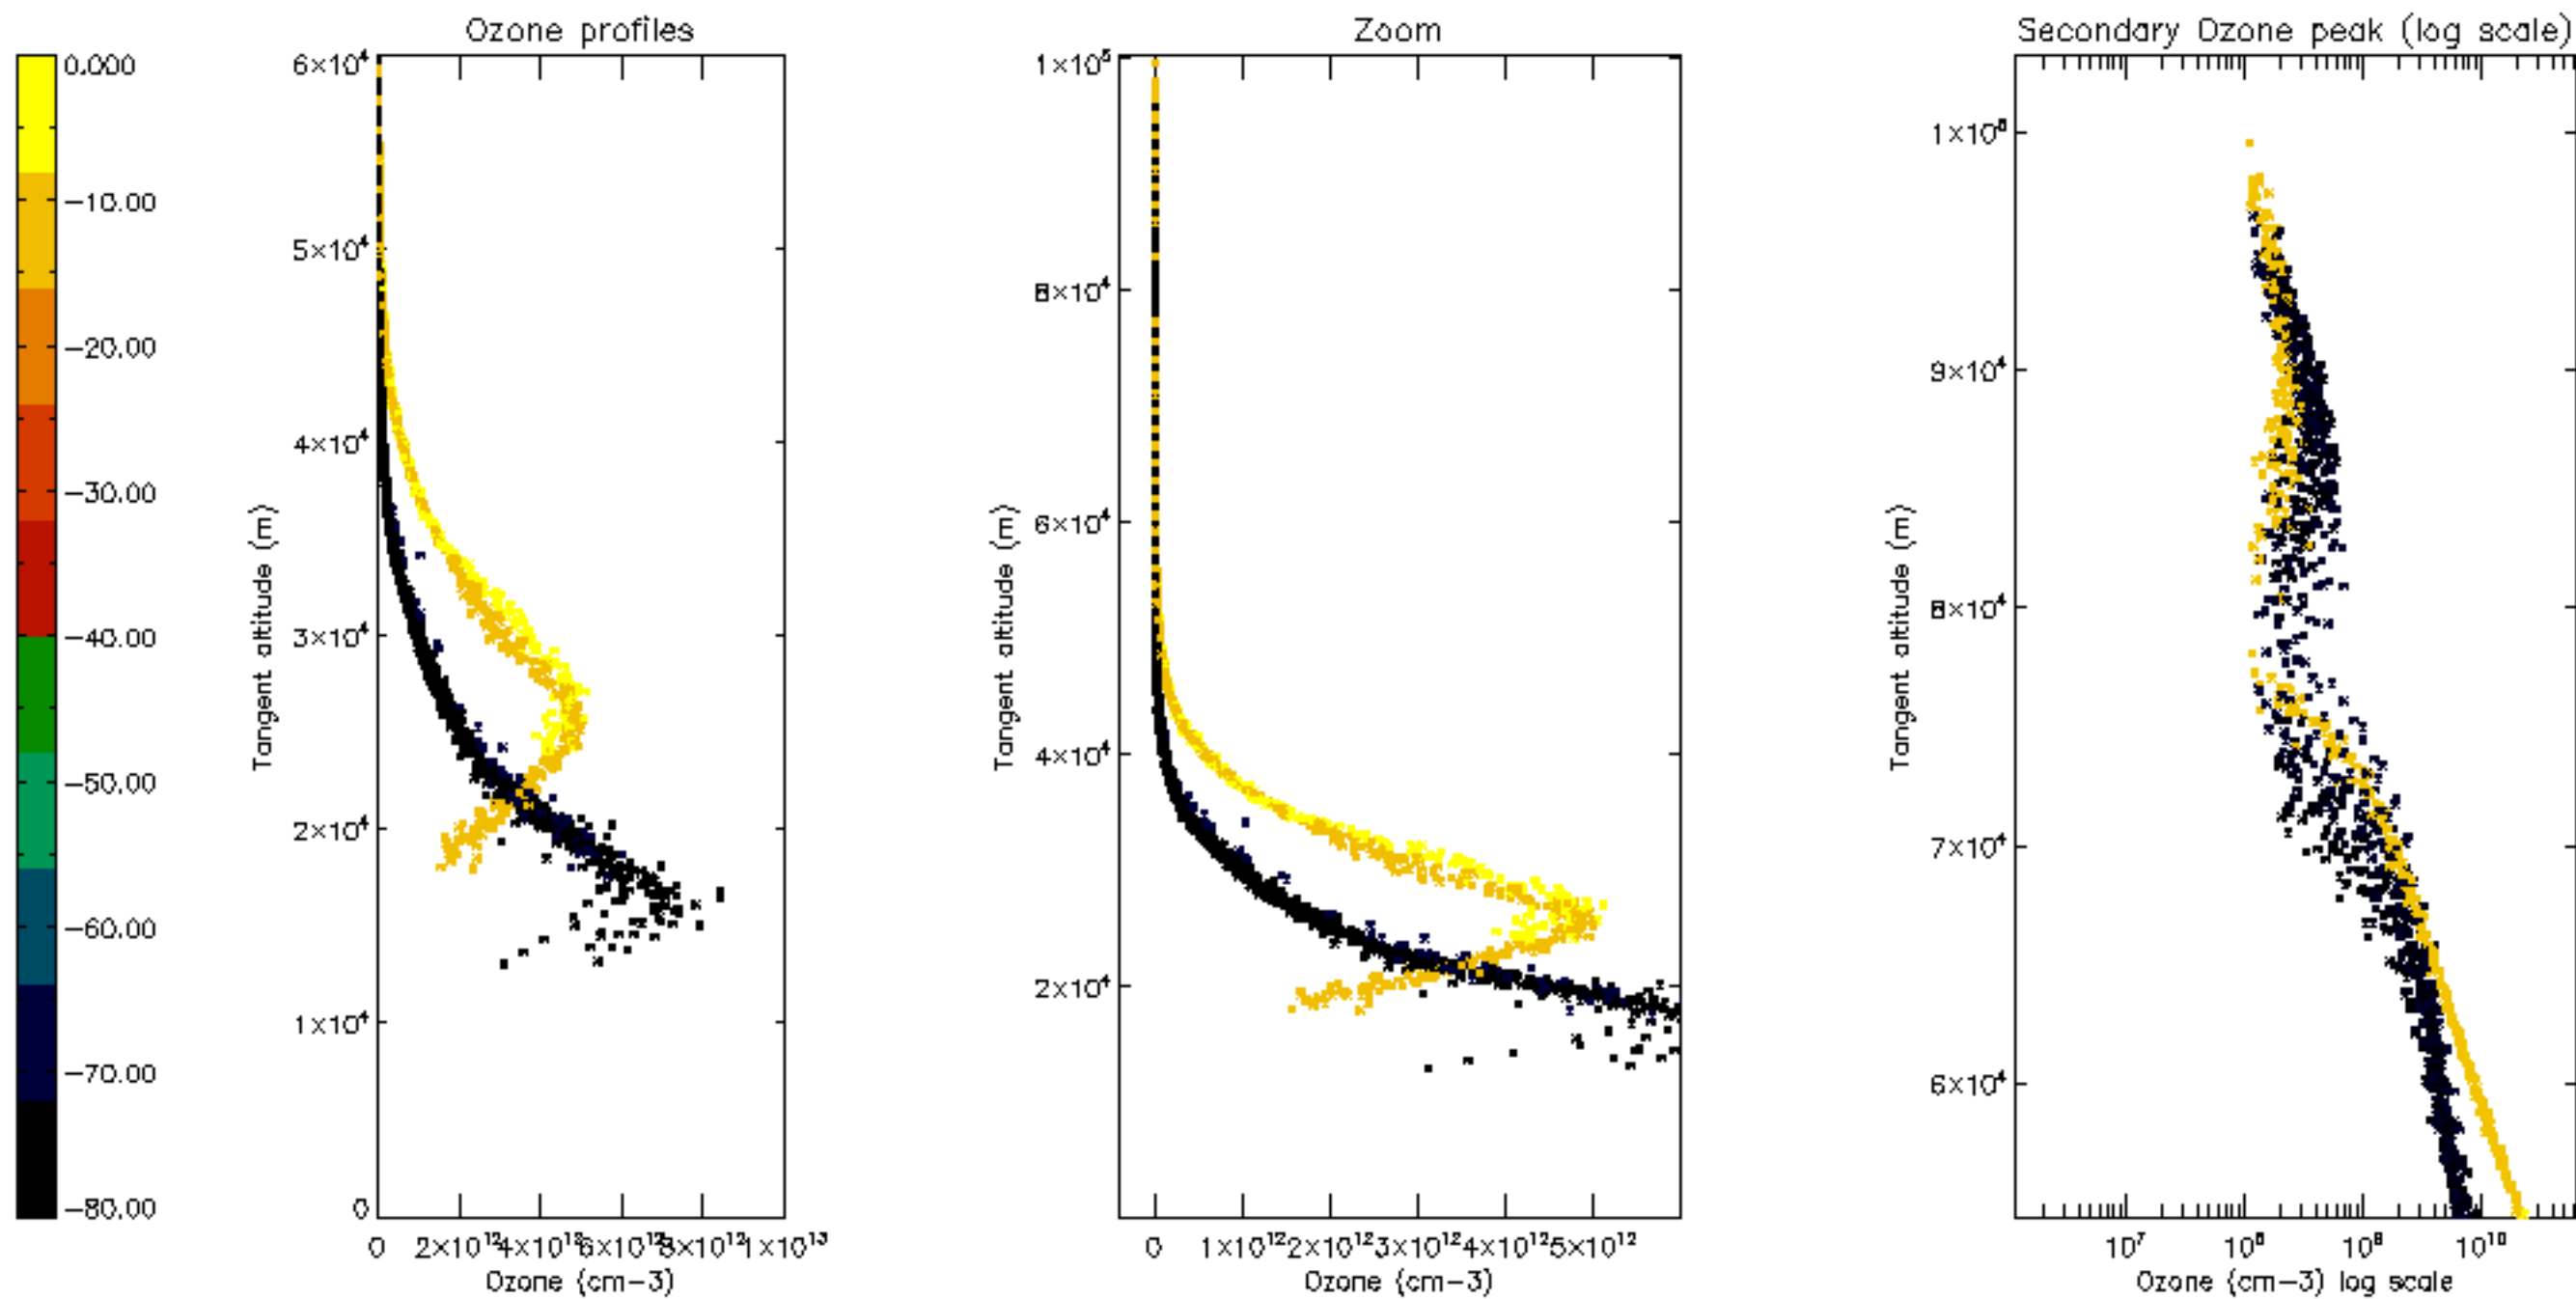 Ozone profiles
Zoom
Secondary Ozone peak (log scale)
0.000
−10.00
−20.00
−30.00
−40.00
−50.00
−60.00
−70.00
−80.00
6×10⁴
5×10⁴
4×10⁴
3×10⁴
2×10⁴
1×10⁴
0
Tangent altitude (m)
0 2×10¹² 4×10¹² 6×10¹² 8×10¹² 1×10¹³
Ozone (cm−3)
1×10⁵
8×10⁴
6×10⁴
4×10⁴
2×10⁴
Tangent altitude (m)
0 1×10¹² 2×10¹² 3×10¹² 4×10¹² 5×10¹²
Ozone (cm−3)
1×10⁵
9×10⁴
8×10⁴
7×10⁴
6×10⁴
Tangent altitude (m)
10⁷ 10⁸ 10⁹ 10¹⁰
Ozone (cm−3) log scale